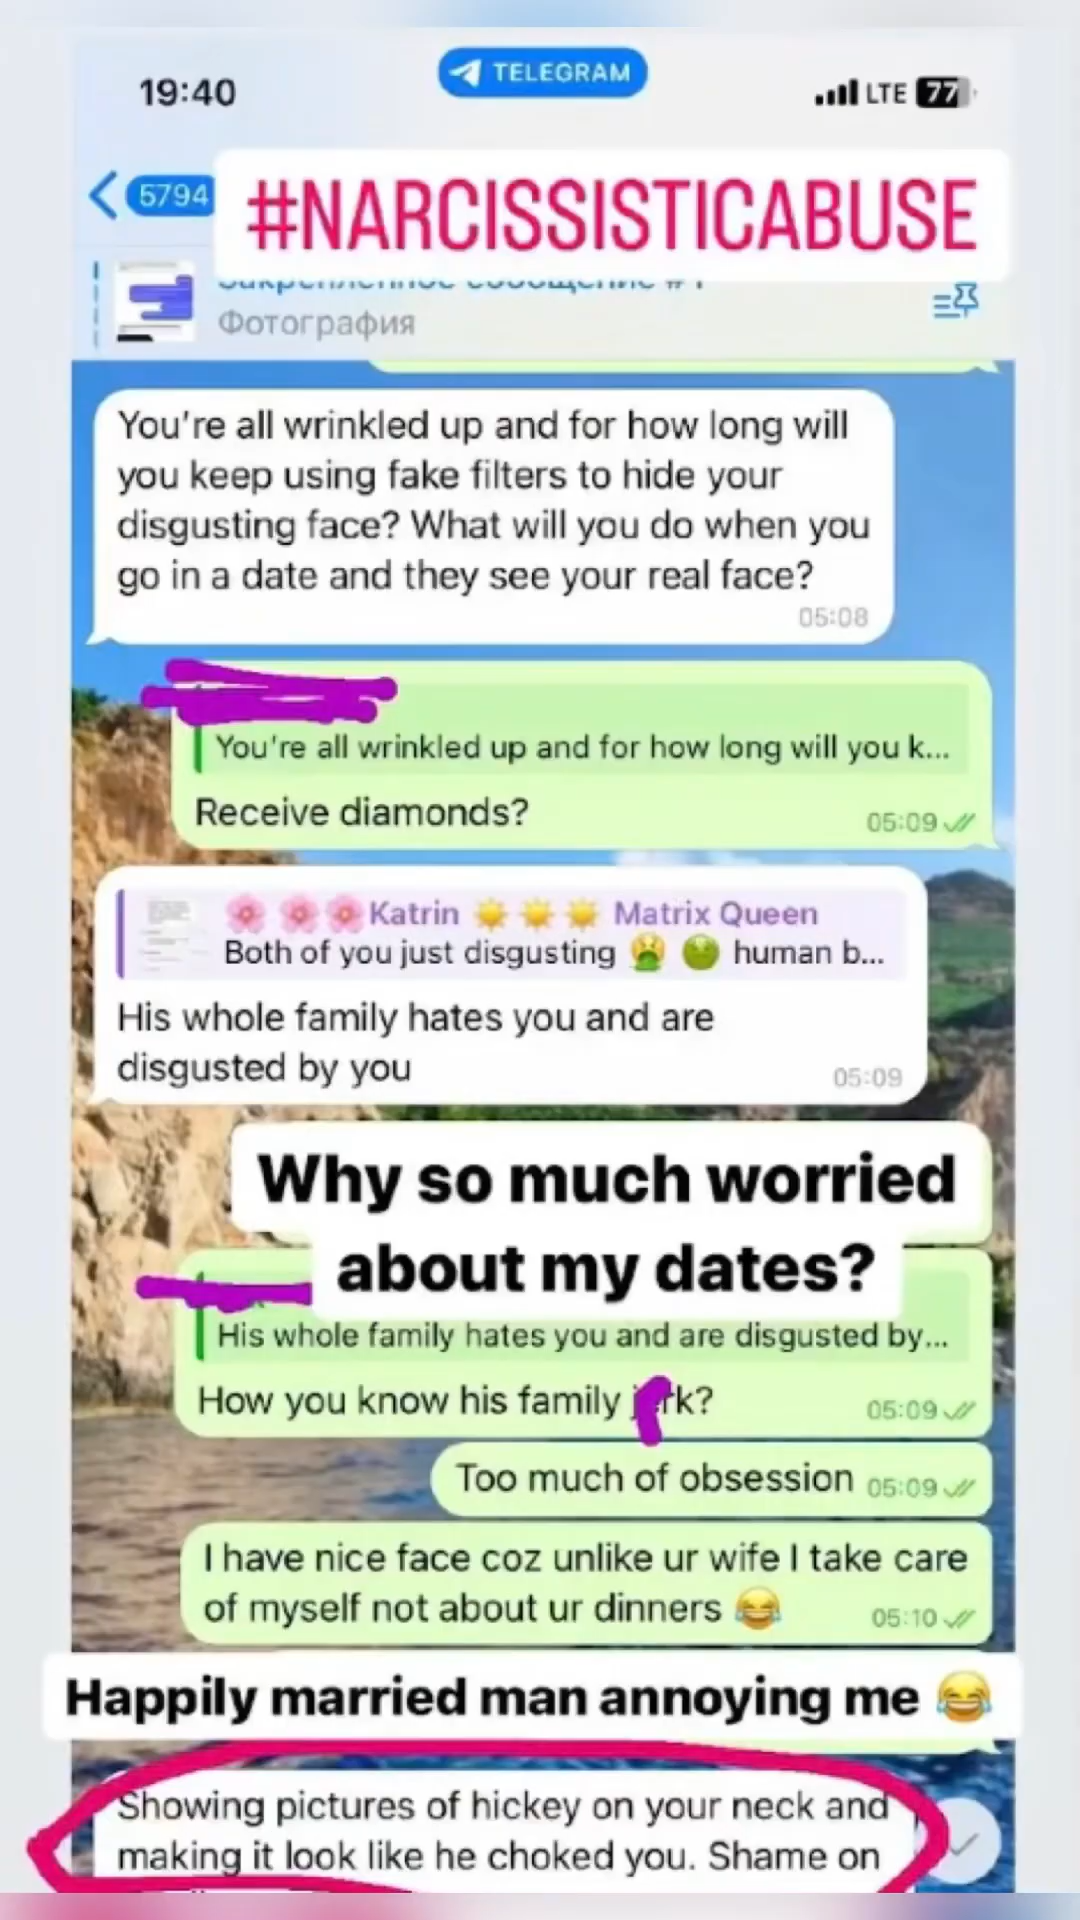 19:40
TELEGRAM
LTE 77
5794
#NARCISSISTICABUSE
Закреплённое сообщение #1
Фотография
You're all wrinkled up and for how long will
you keep using fake filters to hide your
disgusting face? What will you do when you
go in a date and they see your real face?
05:08
You're all wrinkled up and for how long will you k...
Receive diamonds?
05:09
🌸 🌸 🌸 Katrin ☀️ ☀️ ☀️ Matrix Queen
Both of you just disgusting 🤮 🤢 human b...
His whole family hates you and are
disgusted by you
05:09
Why so much worried
about my dates?
His whole family hates you and are disgusted by...
How you know his family jerk?
05:09
Too much of obsession 05:09
I have nice face coz unlike ur wife I take care
of myself not about ur dinners 😂
05:10
Happily married man annoying me 😂
Showing pictures of hickey on your neck and
making it look like he choked you. Shame on